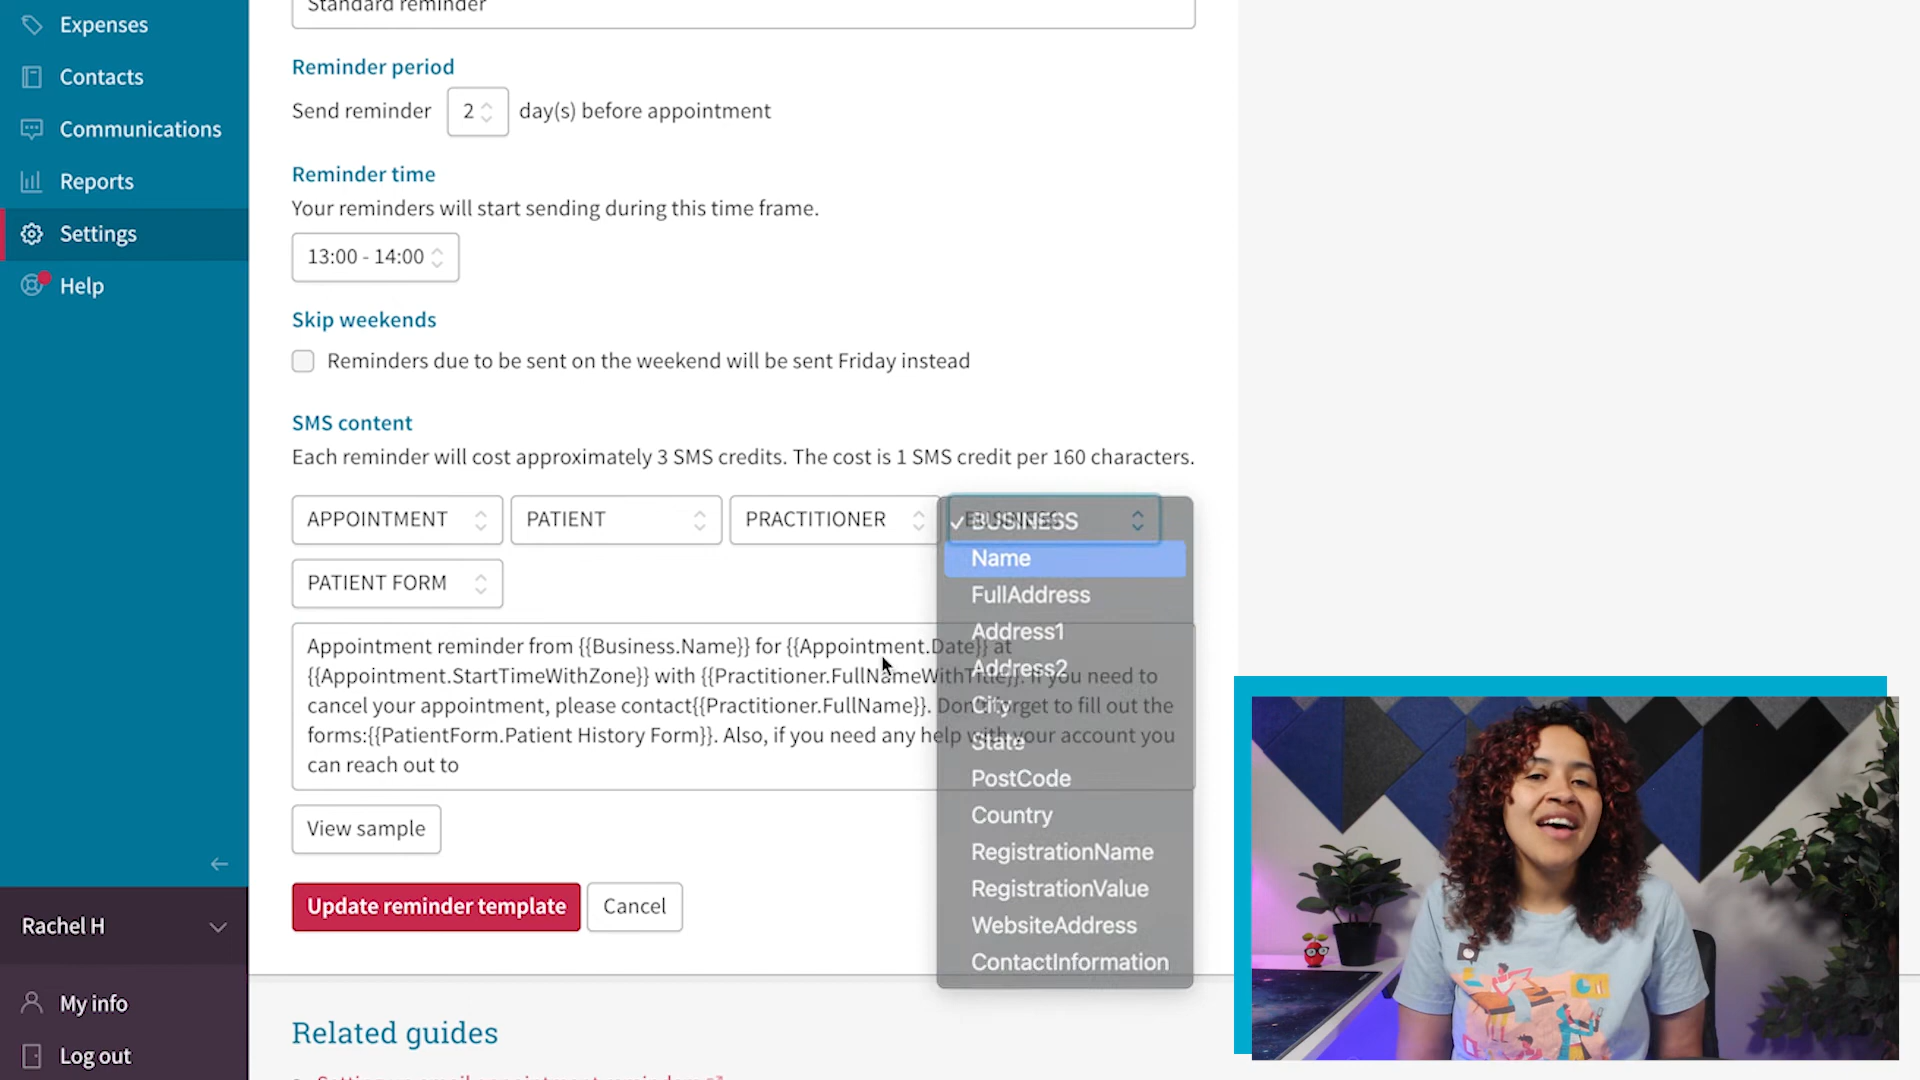 Expenses
Contacts
Communications
Reports
Settings
Help
Rachel H
My info
Log out
Standard reminder
Reminder period
Send reminder 2 day(s) before appointment
Reminder time
Your reminders will start sending during this time frame.
13:00 - 14:00
Skip weekends
Reminders due to be sent on the weekend will be sent Friday instead
SMS content
Each reminder will cost approximately 3 SMS credits. The cost is 1 SMS credit per 160 characters.
APPOINTMENT PATIENT PRACTITIONER
PATIENT FORM
✓ BUSINESS
Name
FullAddress
Address1
Address2
City
State
PostCode
Country
RegistrationName
RegistrationValue
WebsiteAddress
ContactInformation
Appointment reminder from {{Business.Name}} for {{Appointment.Date}} at
{{Appointment.StartTimeWithZone}} with {{Practitioner.FullNameWithTitle}}. If you need to
cancel your appointment, please contact{{Practitioner.FullName}}. Don't forget to fill out the
forms:{{PatientForm.Patient History Form}}. Also, if you need any help with your account you
can reach out to
View sample
Update reminder template Cancel
Related guides